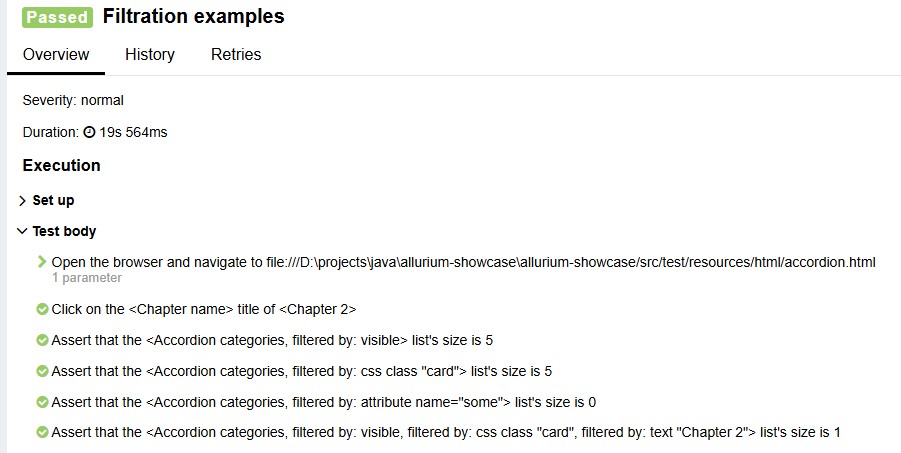 Passed Filtration examples
Overview History Retries
Severity: normal
Duration: 19s 564ms
Execution
Set up
Test body
Open the browser and navigate to file:///D:\projects\java\allurium-showcase\allurium-showcase/src/test/resources/html/accordion.html
1 parameter
Click on the <Chapter name> title of <Chapter 2>
Assert that the <Accordion categories, filtered by: visible> list's size is 5
Assert that the <Accordion categories, filtered by: css class "card"> list's size is 5
Assert that the <Accordion categories, filtered by: attribute name="some"> list's size is 0
Assert that the <Accordion categories, filtered by: visible, filtered by: css class "card", filtered by: text "Chapter 2"> list's size is 1